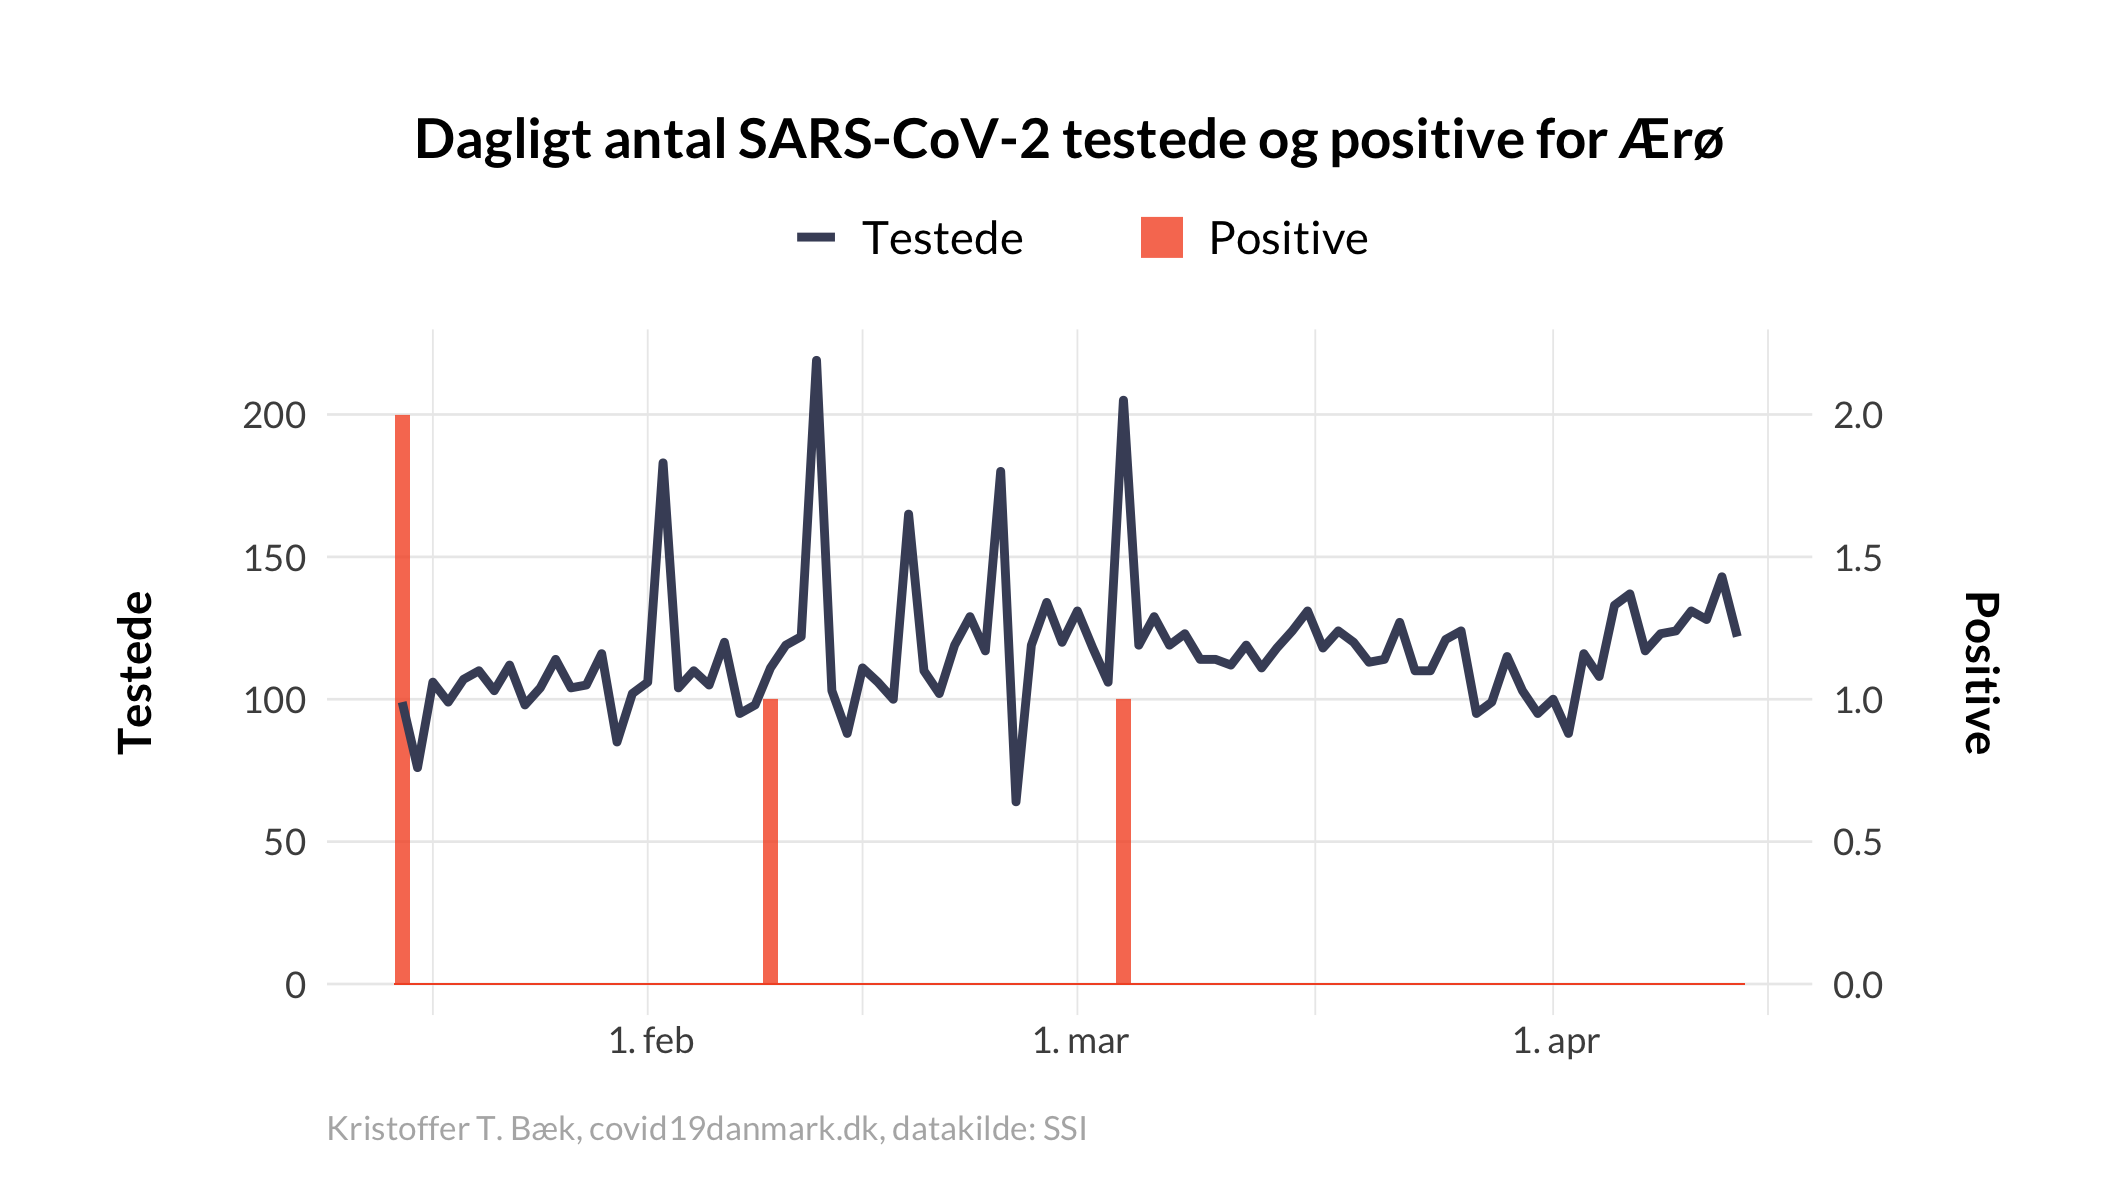 Dagligt antal SARS-CoV-2 testede og positive for Ærø
Testede Positive
200 2.0
150 1.5
100 1.0
50 0.5
0 0.0
Testede
Positive
1. feb 1. mar 1. apr
Kristoffer T. Bæk, covid19danmark.dk, datakilde: SSI